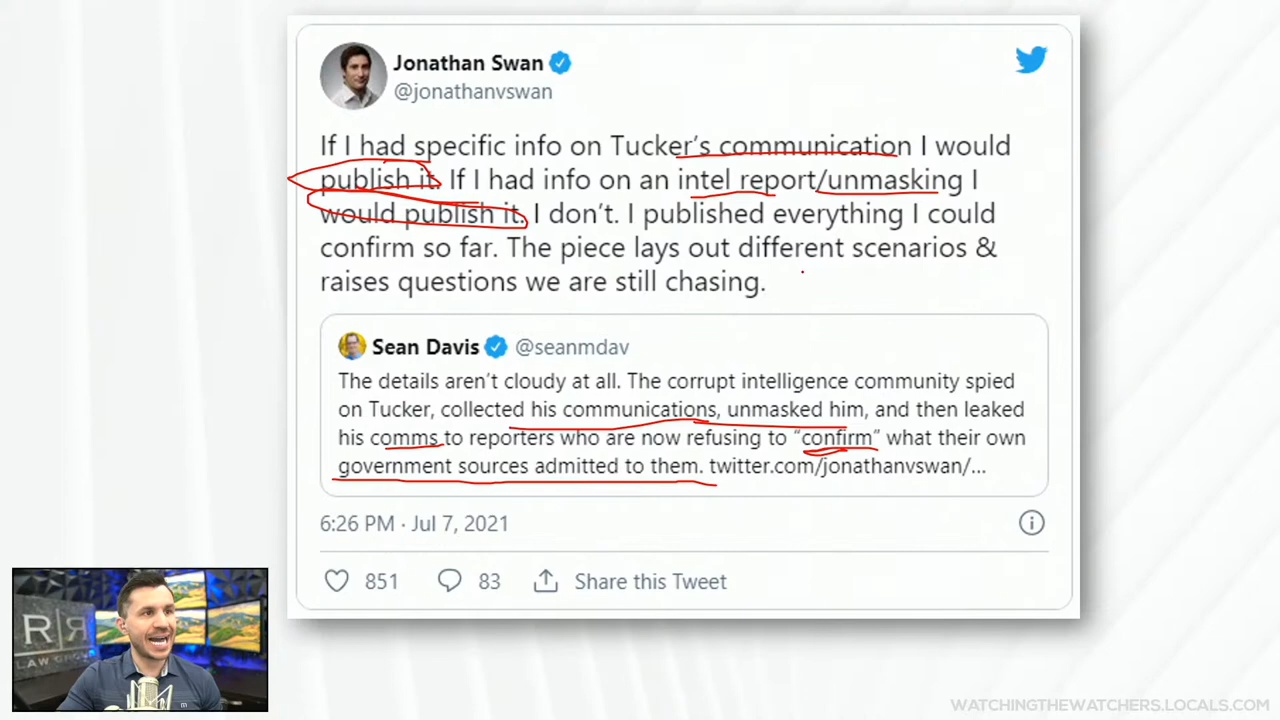 Jonathan Swan
@jonathanvswan
If I had specific info on Tucker's communication I would
publish it. If I had info on an intel report/unmasking I
would publish it. I don't. I published everything I could
confirm so far. The piece lays out different scenarios &
raises questions we are still chasing.
Sean Davis @seanmdav
The details aren't cloudy at all. The corrupt intelligence community spied
on Tucker, collected his communications, unmasked him, and then leaked
his comms to reporters who are now refusing to “confirm” what their own
government sources admitted to them. twitter.com/jonathanvswan/...
6:26 PM · Jul 7, 2021
851 83 Share this Tweet
R|R
LAW GROUP
WATCHINGTHEWATCHERS.LOCALS.COM